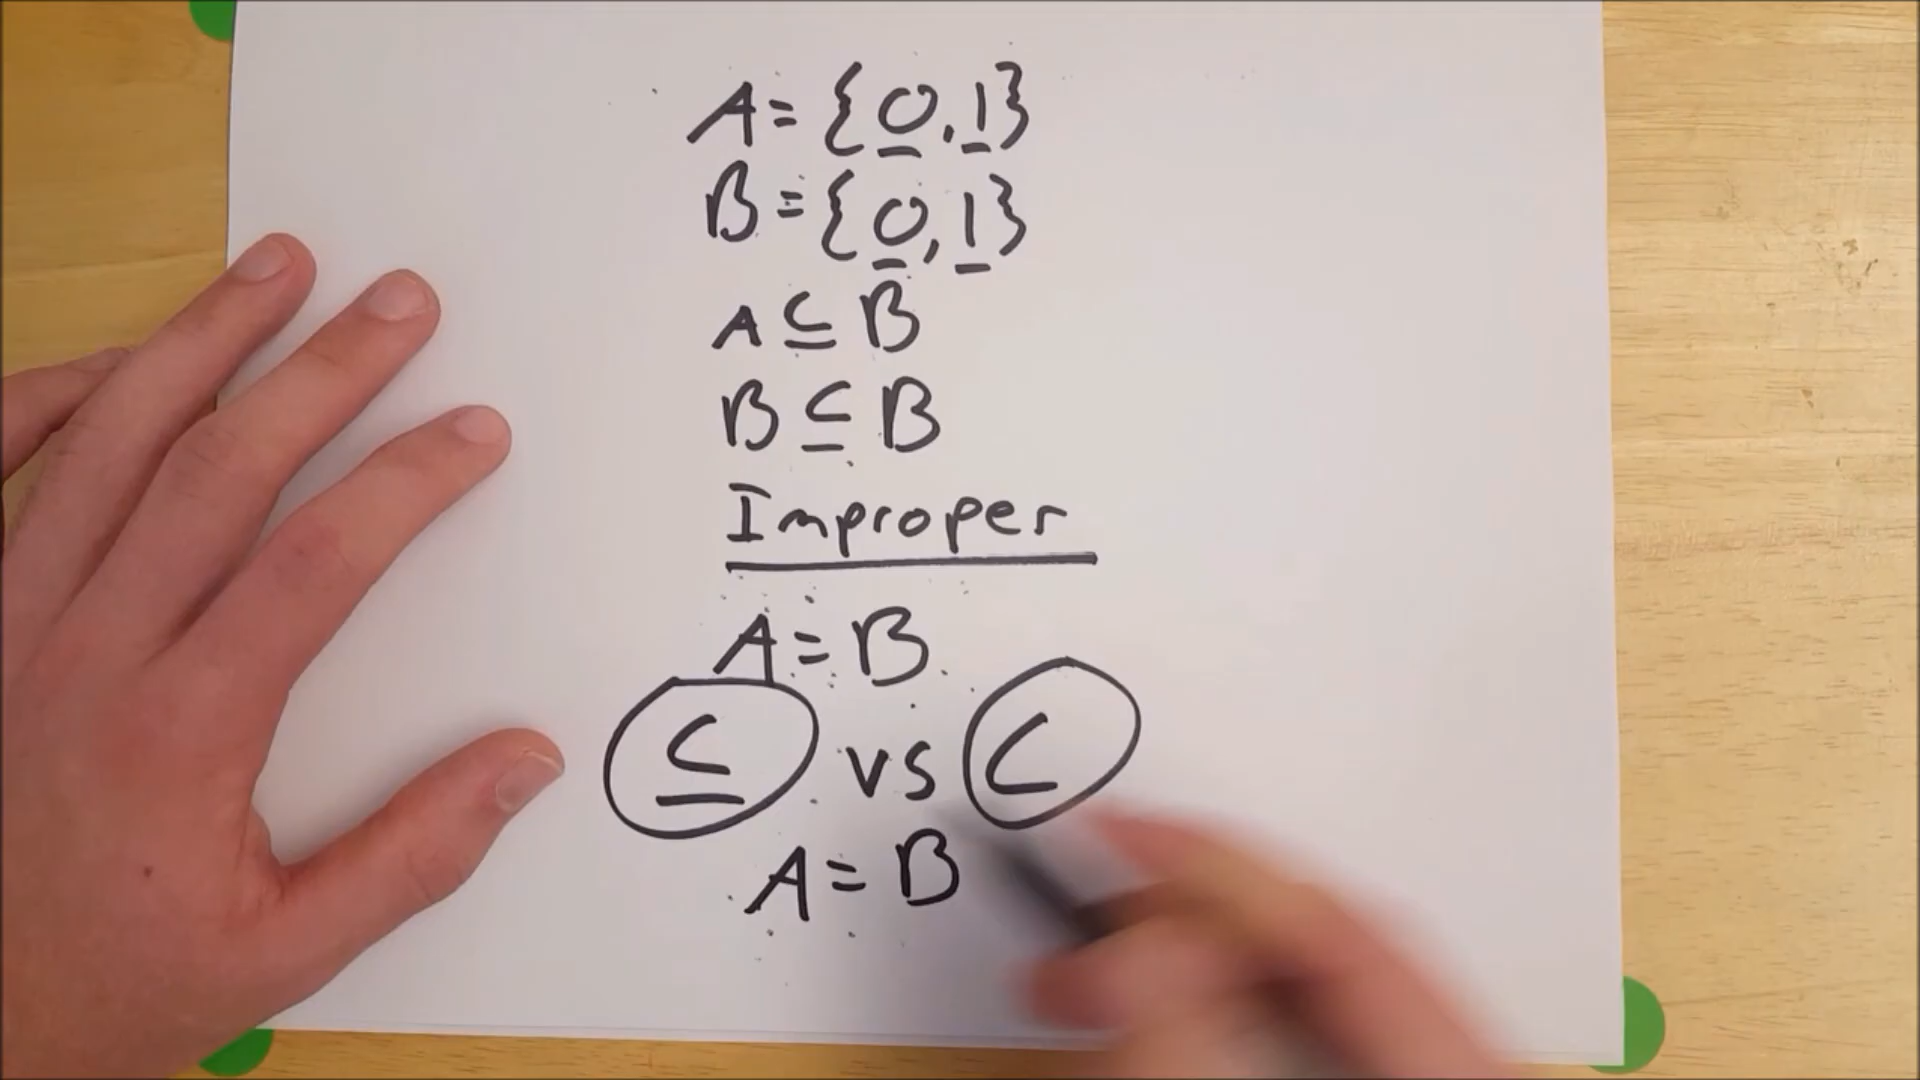 A = {0, 1}
B = {0, 1}
A ⊆ B
B ⊆ B
Improper
A = B
⊆ vs ⊂
A = B